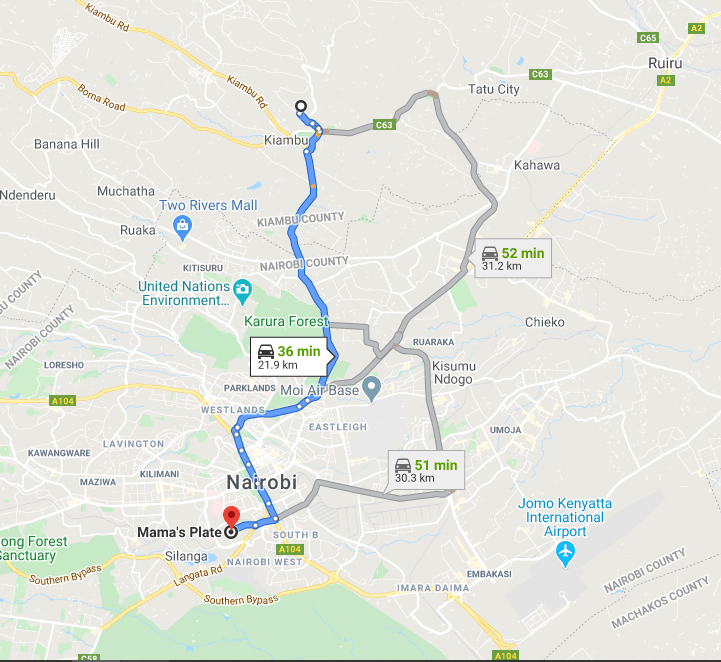 C65
A2
Ruiru
A2
C63
Tatu City
Kiambu Rd
Kiambu Rd
Boma Road
C63
Kiambu
Banana Hill
Kahawa
Muchatha
Ndenderu
Two Rivers Mall
KIAMBU COUNTY
Ruaka
52 min
31.2 km
KITISURU
NAIROBI COUNTY
BU COUNTY
United Nations
Environment...
NAIROBI COUNTY
Karura Forest
Chieko
RUARAKA
36 min
21.9 km
LORESHO
Kisumu
Ndogo
PARKLANDS
Moi Air Base
A104
WESTLANDS
EASTLEIGH
UMOJA
LAVINGTON
KAWANGWARE
51 min
30.3 km
KILIMANI
MAZIWA
Nairobi
Jomo Kenyatta
International
Airport
Mama's Plate
SOUTH B
ong Forest
Sanctuary
Silanga
A104
NAIROBI WEST
Langata Rd
Southern Bypass
EMBAKASI
NAIROBI COUNTY
IMARA DAIMA
MACHAKOS COUNTY
Southern Bypass
C58
A104